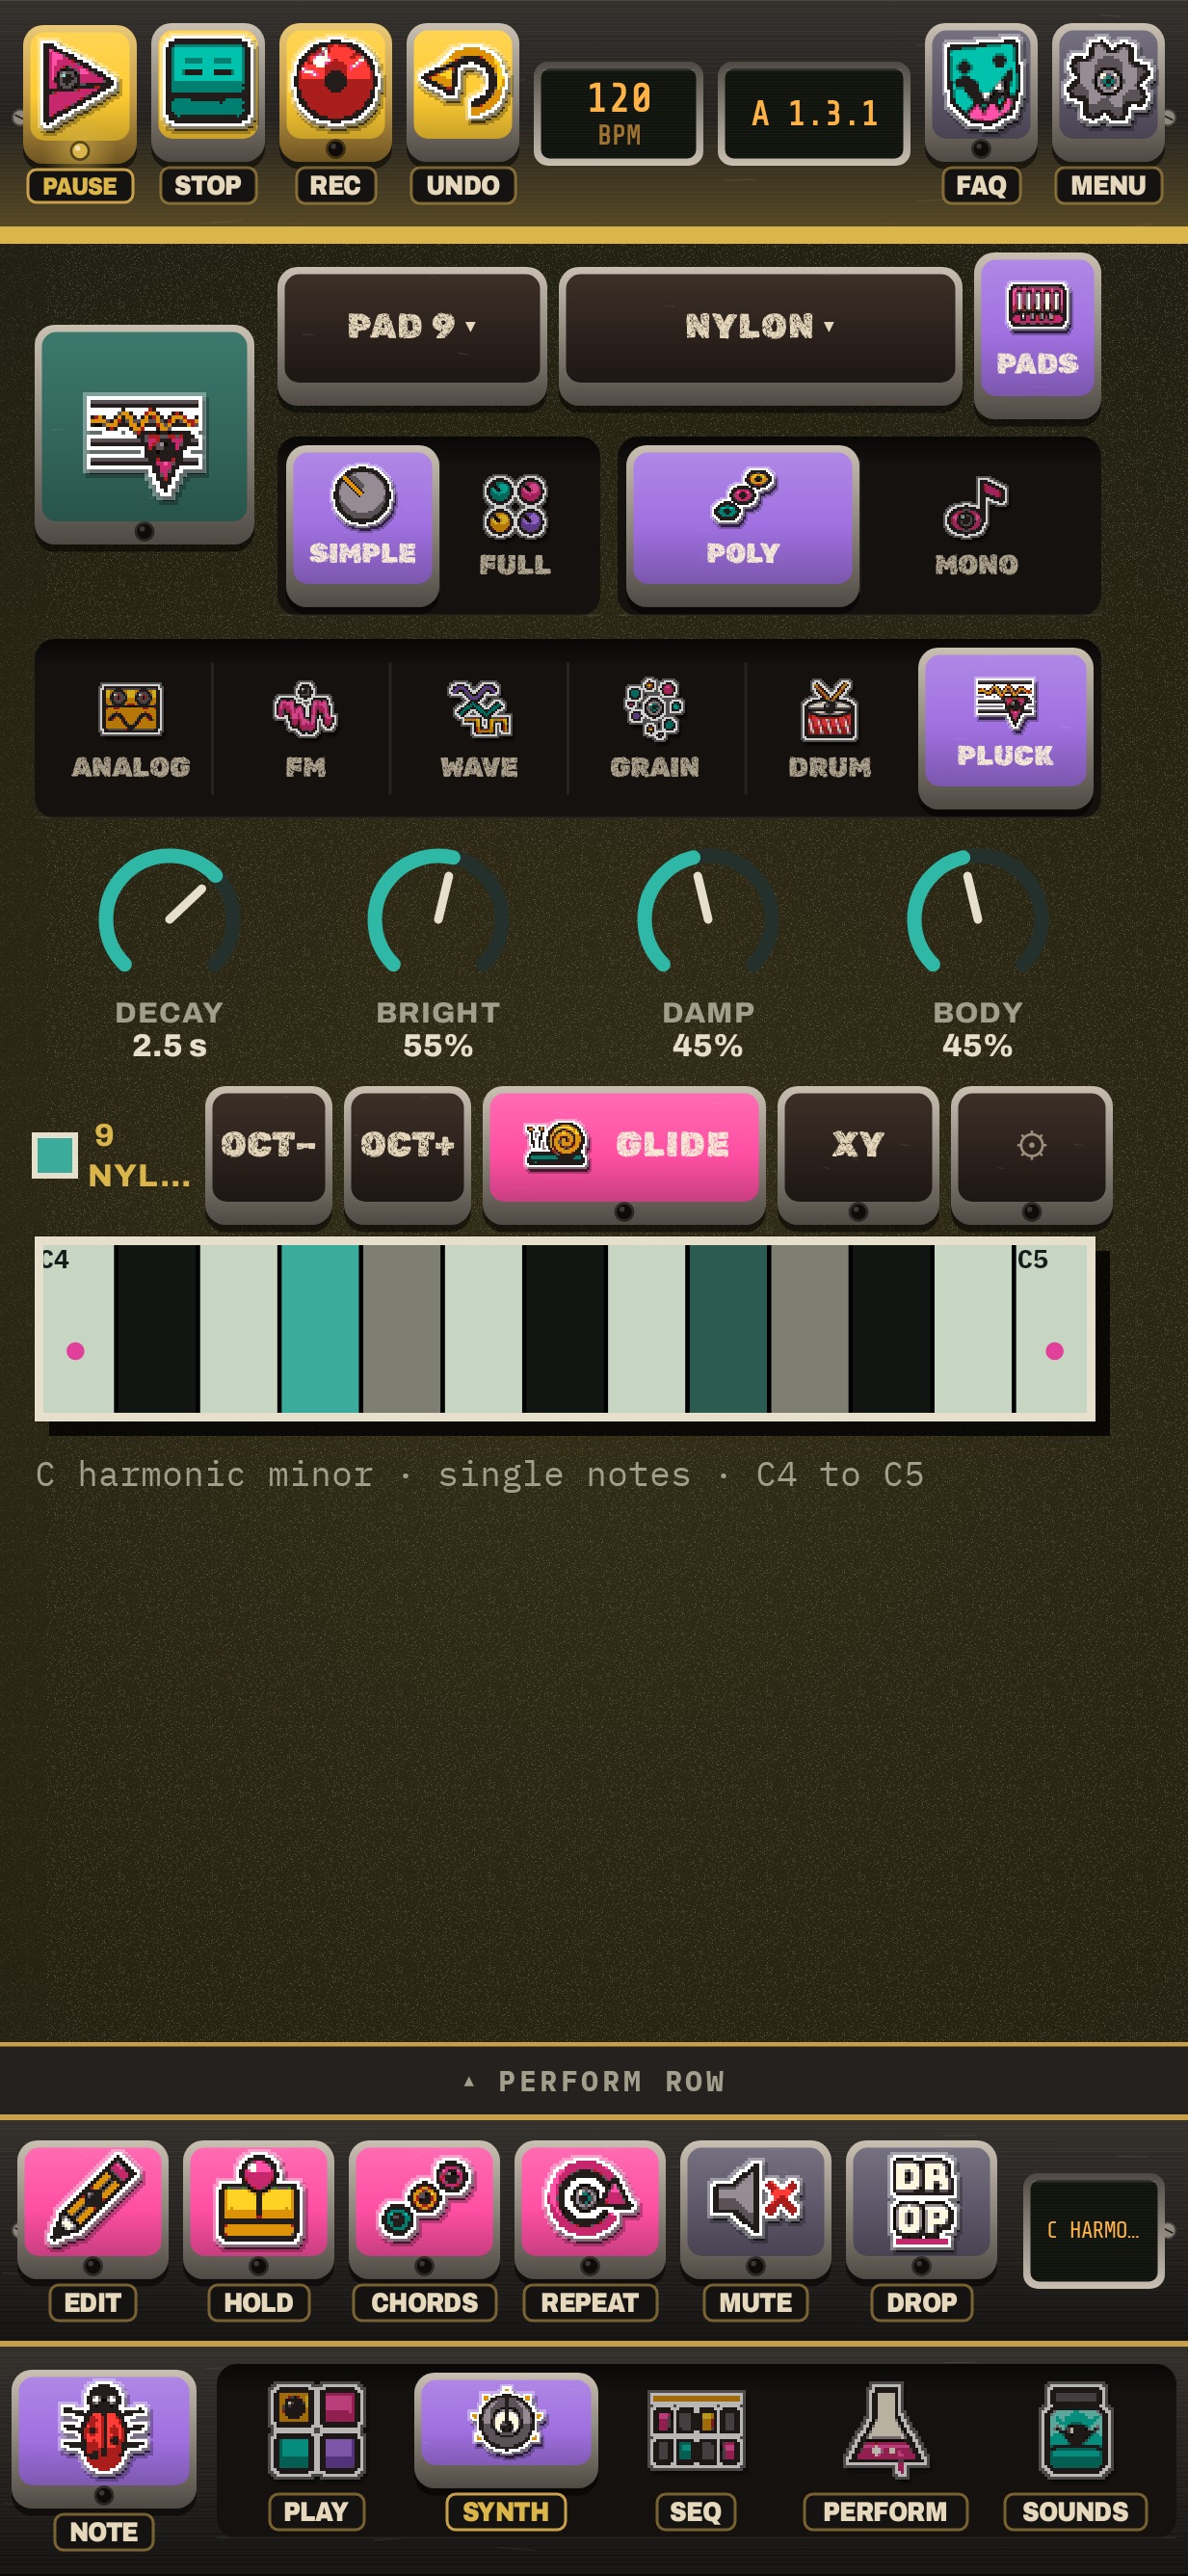 120
BPM
A 1.3.1
PAUSE
STOP
REC
UNDO
FAQ
MENU
PAD 9 ▾
NYLON ▾
PADS
SIMPLE
FULL
POLY
MONO
ANALOG
FM
WAVE
GRAIN
DRUM
PLUCK
DECAY
2.5 s
BRIGHT
55%
DAMP
45%
BODY
45%
9
NYL...
OCT-
OCT+
GLIDE
XY
C4
C5
C harmonic minor · single notes · C4 to C5
▴ PERFORM ROW
DR
OP
C HARMO...
EDIT
HOLD
CHORDS
REPEAT
MUTE
DROP
NOTE
PLAY
SYNTH
SEQ
PERFORM
SOUNDS